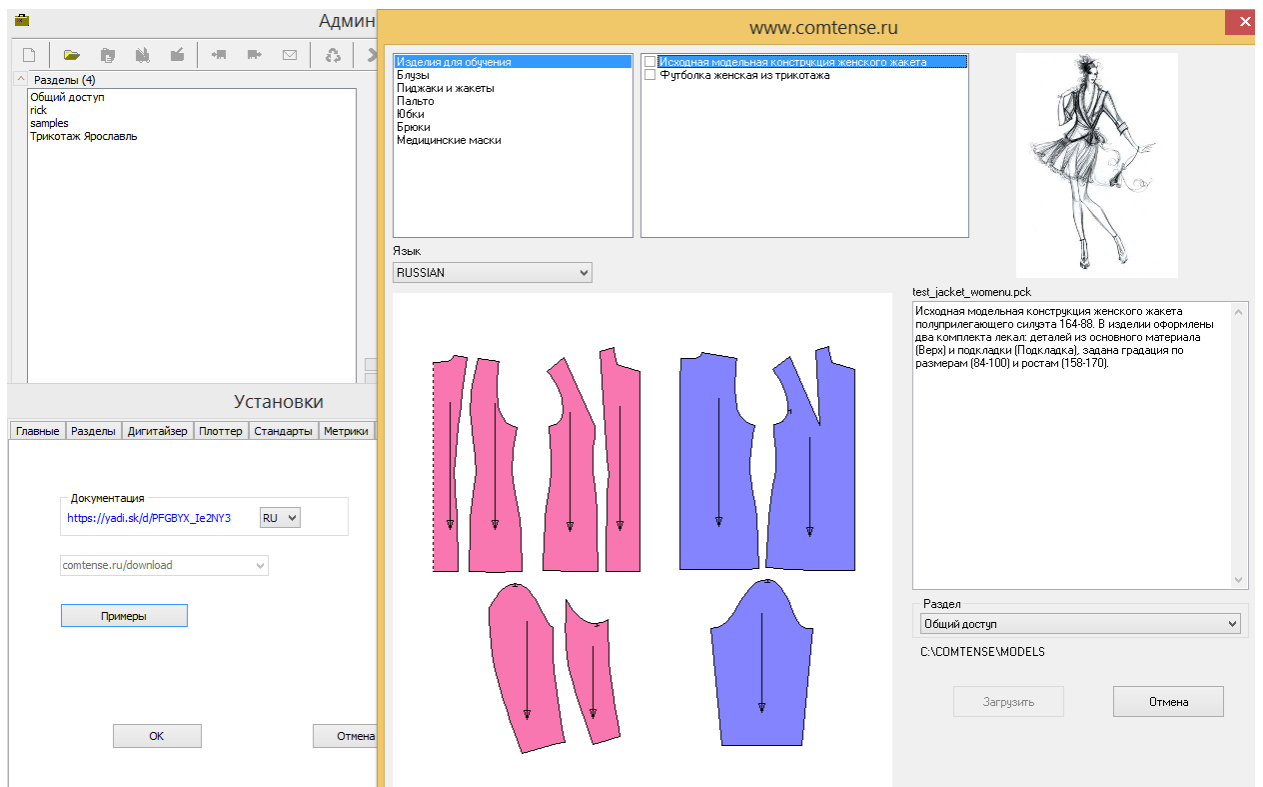 Админ
Разделы (4)
Общий доступ
rick
samples
Трикотаж Ярославль
Установки
Главные
Разделы
Дигитайзер
Плоттер
Стандарты
Метрики
Документация
https://yadi.sk/d/PFGBYX_Ie2NY3
RU
comtense.ru/download
Примеры
OK
Отмена
www.comtense.ru
Изделия для обучения
Блузы
Пиджаки и жакеты
Пальто
Юбки
Брюки
Медицинские маски
Исходная модельная конструкция женского жакета
Футболка женская из трикотажа
Язык
RUSSIAN
test_jacket_womenu.pck
Исходная модельная конструкция женского жакета
полуприлегающего силуэта 164-88. В изделии оформлены
два комплекта лекал: деталей из основного материала
(Верх) и подкладки (Подкладка), задана градация по
размерам (84-100) и ростам (158-170).
Раздел
Общий доступ
C:\COMTENSE\MODELS
Загрузить
Отмена